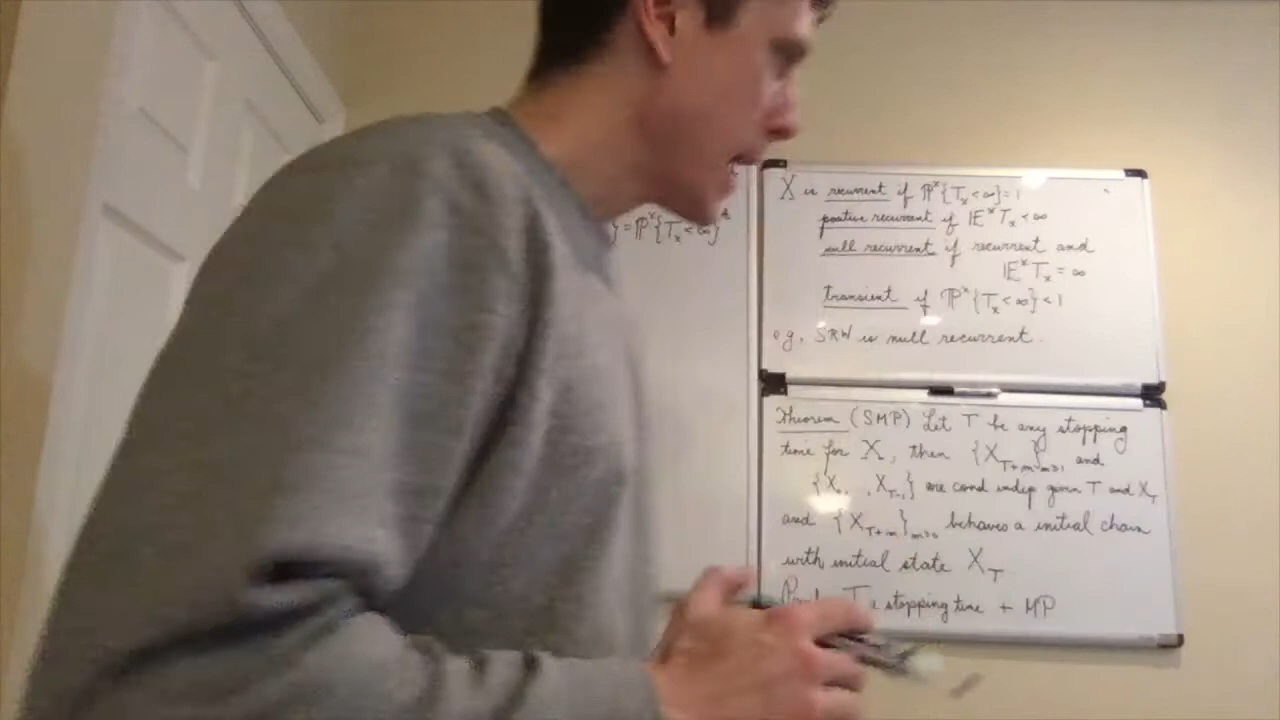 } = ℙˣ{Tₓ < ∞}ᵏ
X is recurrent if ℙˣ{Tₓ < ∞} = 1
positive recurrent if 𝔼ˣTₓ < ∞
null recurrent if recurrent and
𝔼ˣTₓ = ∞
transient if ℙˣ{Tₓ < ∞} < 1
e.g. SRW is null recurrent.
Theorem (SMP) Let T be any stopping
time for X, then {X_{T+m}}_{m≥1} and
{X , X_{T-1}} are cond indep given T and X_T
and {X_{T+m}}_{m≥0} behaves a initial chain
with initial state X_T
T a stopping time + MP